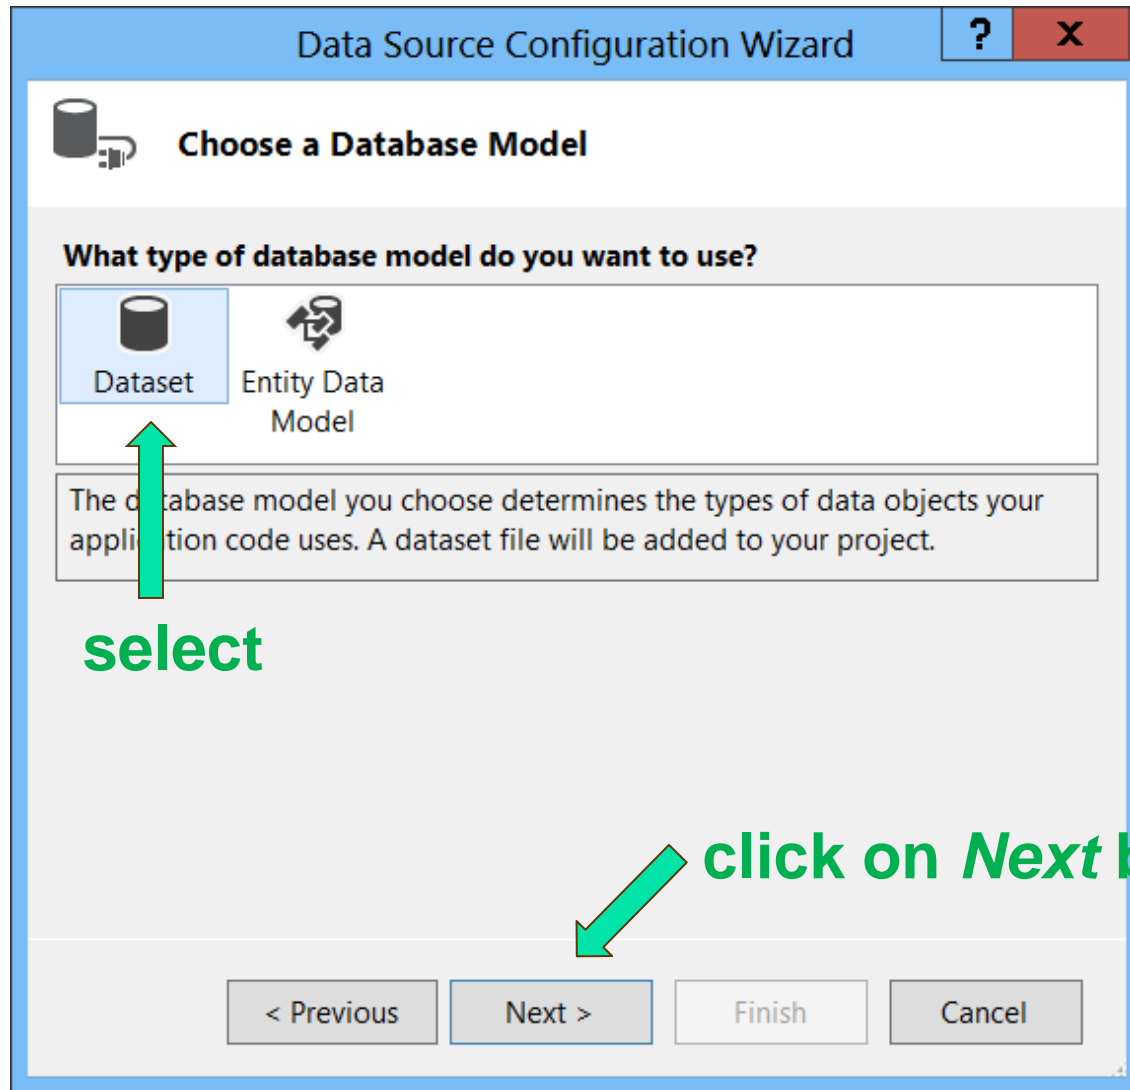 Data Source Configuration Wizard
? X
Choose a Database Model
What type of database model do you want to use?
Dataset
Entity Data
Model
The database model you choose determines the types of data objects your
application code uses. A dataset file will be added to your project.
select
click on Next b
< Previous
Next >
Finish
Cancel